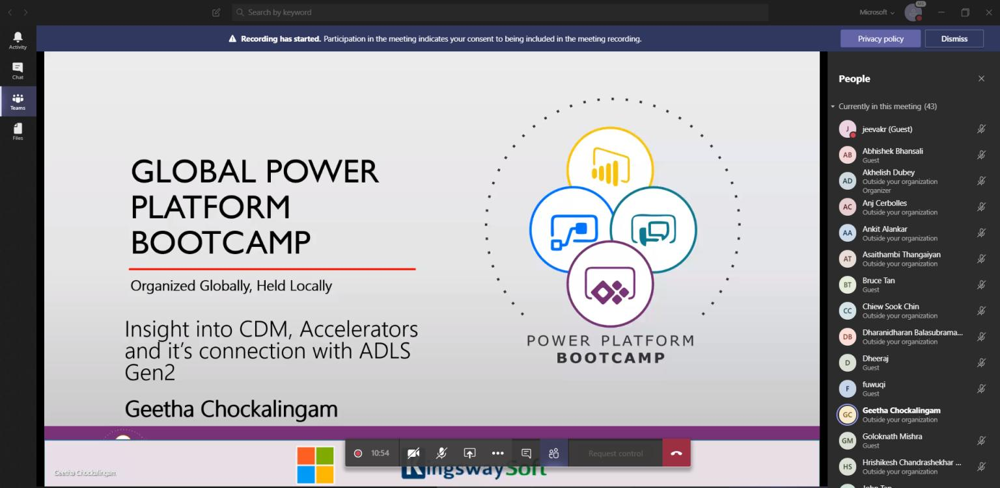 Search by keyword
Microsoft
MS
Activity
Chat
Teams
Files
Recording has started. Participation in the meeting indicates your consent to being included in the meeting recording.
Privacy policy
Dismiss
GLOBAL POWER
PLATFORM
BOOTCAMP
Organized Globally, Held Locally
Insight into CDM, Accelerators
and it's connection with ADLS
Gen2
Geetha Chockalingam
POWER PLATFORM
BOOTCAMP
Geetha Chockalingam
10:54
Request control
KingswaySoft
People
Currently in this meeting (43)
J
jeevakr (Guest)
AB
Abhishek Bhansali
Guest
AD
Akhelish Dubey
Outside your organization
Organizer
AC
Anj Cerbolles
Outside your organization
AA
Ankit Alankar
Outside your organization
AT
Asaithambi Thangaiyan
Outside your organization
BT
Bruce Tan
Guest
CC
Chiew Sook Chin
Outside your organization
DB
Dharanidharan Balasubrama...
Outside your organization
D
Dheeraj
Guest
F
fuwuqi
Guest
GC
Geetha Chockalingam
Outside your organization
GM
Goloknath Mishra
Guest
HS
Hrishikesh Chandrashekhar ...
Outside your organization
John Tan